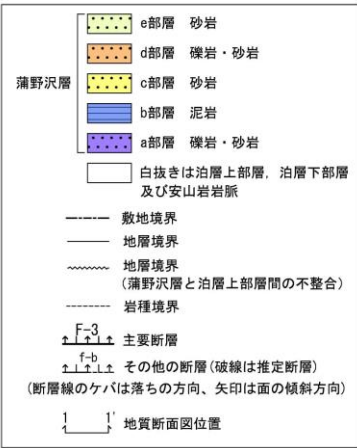 e部層 砂岩
d部層 礫岩・砂岩
蒲野沢層
c部層 砂岩
b部層 泥岩
a部層 礫岩・砂岩
白抜きは泊層上部層, 泊層下部層
及び安山岩岩脈
敷地境界
地層境界
地層境界
(蒲野沢層と泊層上部層間の不整合)
岩種境界
F-3
主要断層
f-b
その他の断層(破線は推定断層)
(断層線のケバは落ちの方向、矢印は面の傾斜方向)
1 1'
地質断面図位置